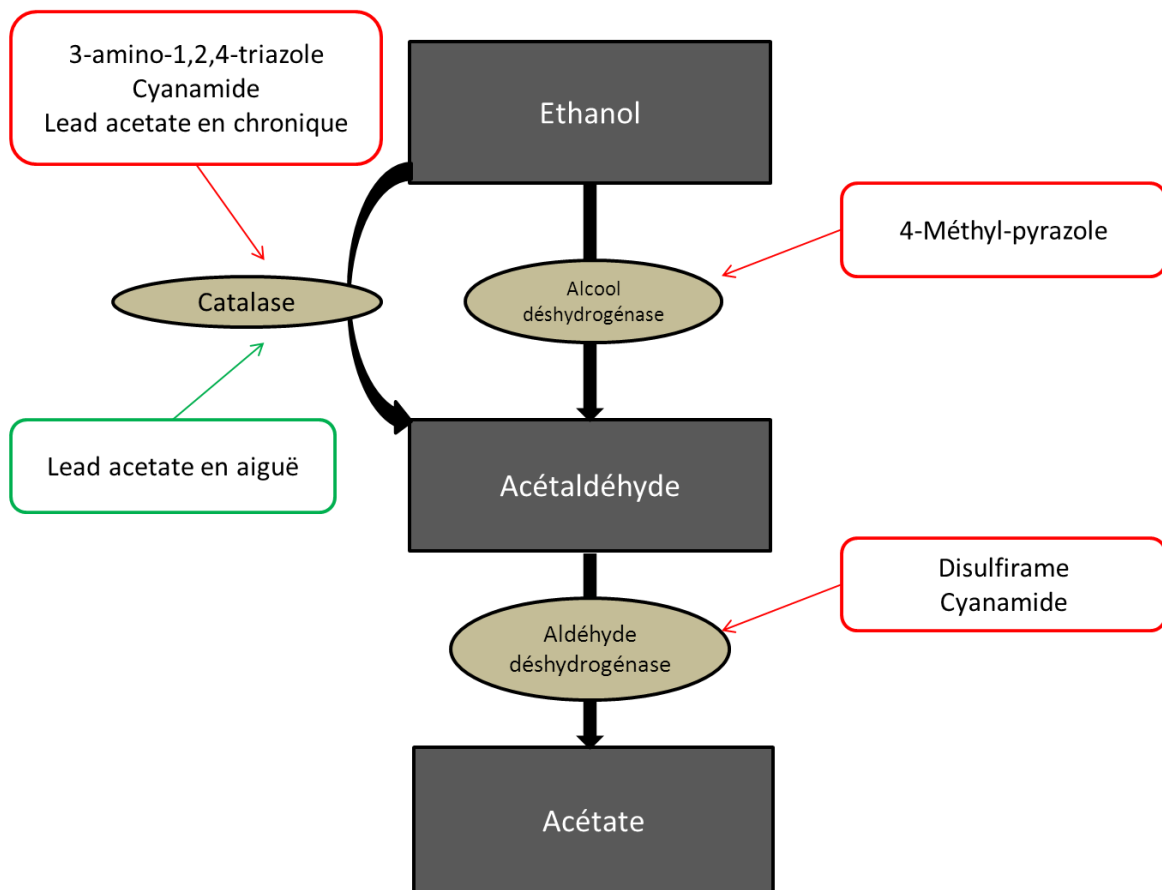 3-amino-1,2,4-triazole
Cyanamide
Lead acetate en chronique
Ethanol
4-Méthyl-pyrazole
Catalase
Alcool
déshydrogénase
Lead acetate en aiguë
Acétaldéhyde
Disulfirame
Cyanamide
Aldéhyde
déshydrogénase
Acétate